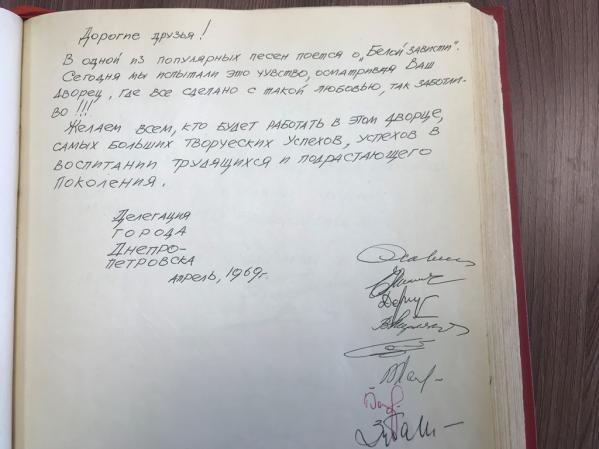 Дорогие друзья!
В одной из популярных песен поется о „Белой зависти".
Сегодня мы испытали это чувство, осматривая Ваш
дворец, где все сделано с такой любовью, так заботли-
во!!!
Желаем всем, кто будет работать в этом дворце,
самых больших творческих успехов, успехов в
воспитании трудящихся и подрастающего
поколения.
Делегация
города
Днепро-
петровска
апрель, 1969г.